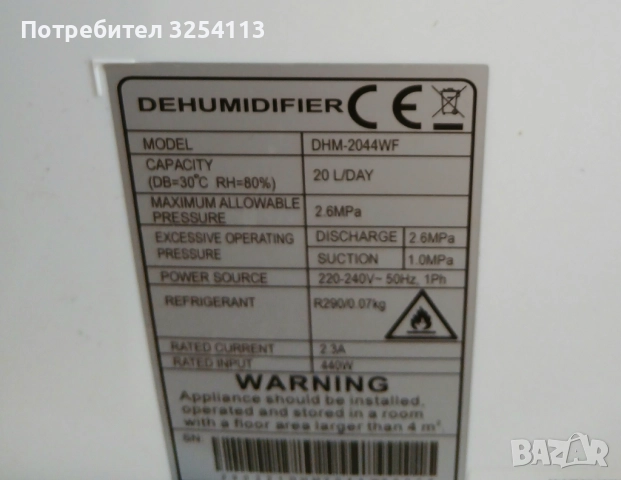 Потребител 3254113
DEHUMIDIFIER CE
MODEL DHM-2044WF
CAPACITY
(DB=30°C RH=80%) 20 L/DAY
MAXIMUM ALLOWABLE
PRESSURE 2.6MPa
EXCESSIVE OPERATING
PRESSURE
DISCHARGE 2.6MPa
SUCTION 1.0MPa
POWER SOURCE 220-240V~ 50Hz, 1Ph
REFRIGERANT R290/0.07kg
RATED CURRENT 2.3A
RATED INPUT 440W
WARNING
Appliance should be installed,
operated and stored in a room
with a floor area larger than 4 m².
SN:
BAZAR